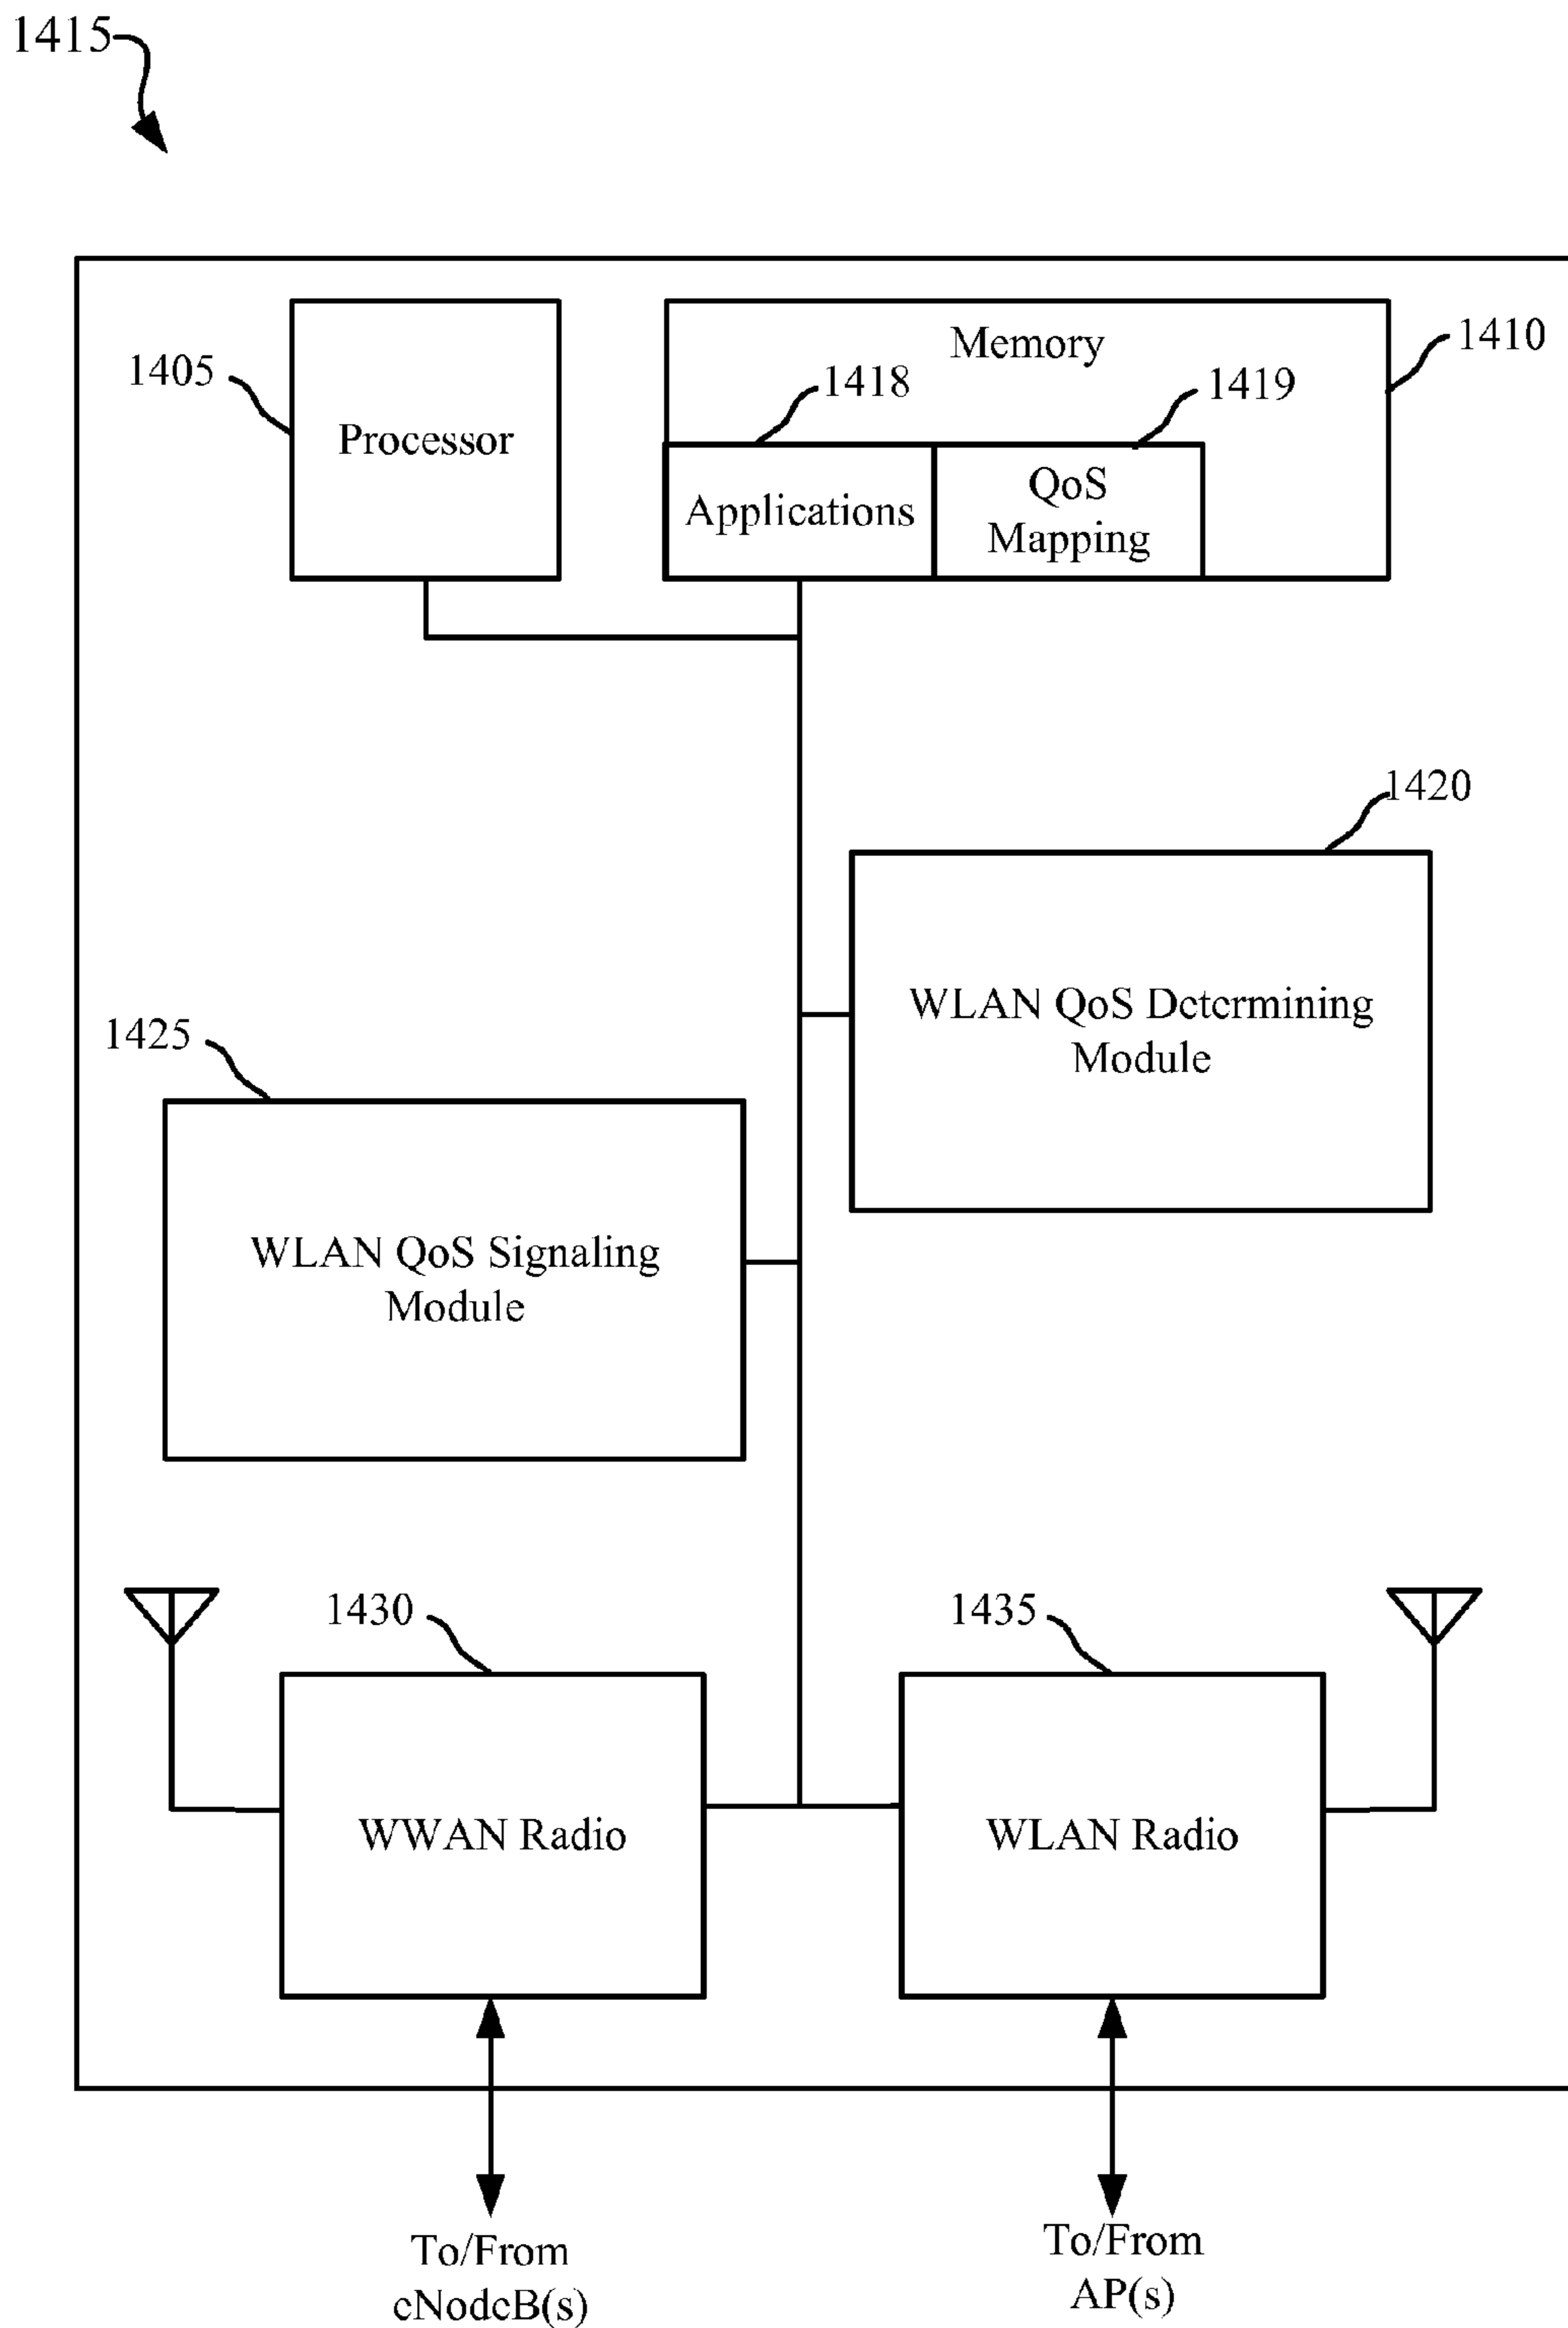 1415
1410
Memory
1418
1419
1405
Processor
QoS
Applications
Mapping
1420
WLAN QoS Determining
Module
1425
WLAN QoS Signaling
Module
1430
1435
WWAN Radio
WLAN Radio
To/From
eNodeB(s)
To/From
AP(s)